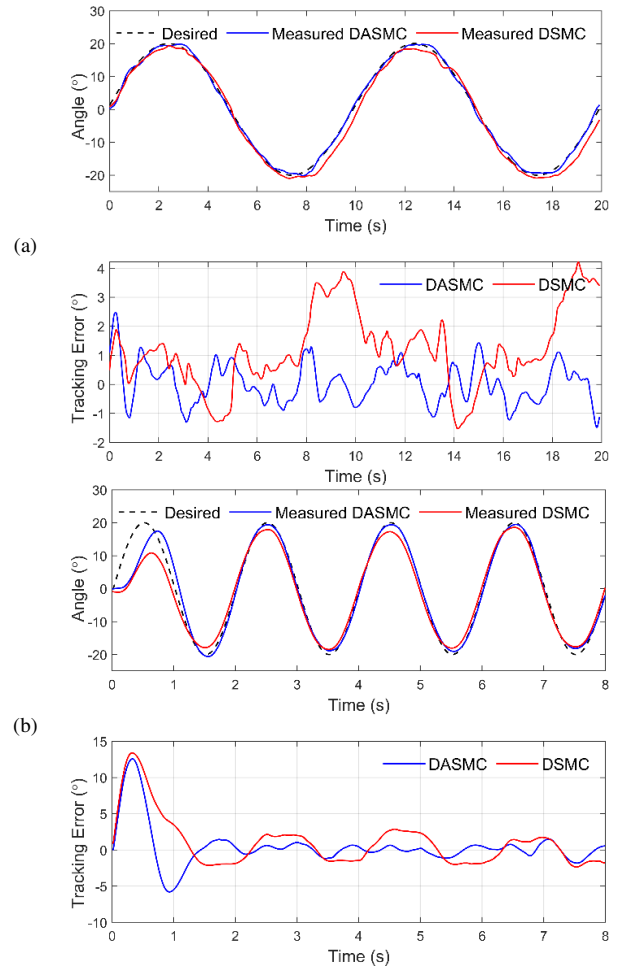 30
Desired Measured DASMC Measured DSMC
20
10
0
-10
-20
Angle (°)
0 2 4 6 8 10 12 14 16 18 20
Time (s)
(a)
4
DASMC DSMC
3
2
1
0
-1
2
Tracking Error (°)
0 2 4 6 8 10 12 14 16 18 20
Time (s)
30
Desired Measured DASMC Measured DSMC
20
10
0
-10
-20
Angle (°)
0 1 2 3 4 5 6 7 8
Time (s)
(b)
15
DASMC DSMC
10
5
0
-5
-10
Tracking Error (°)
0 1 2 3 4 5 6 7 8
Time (s)